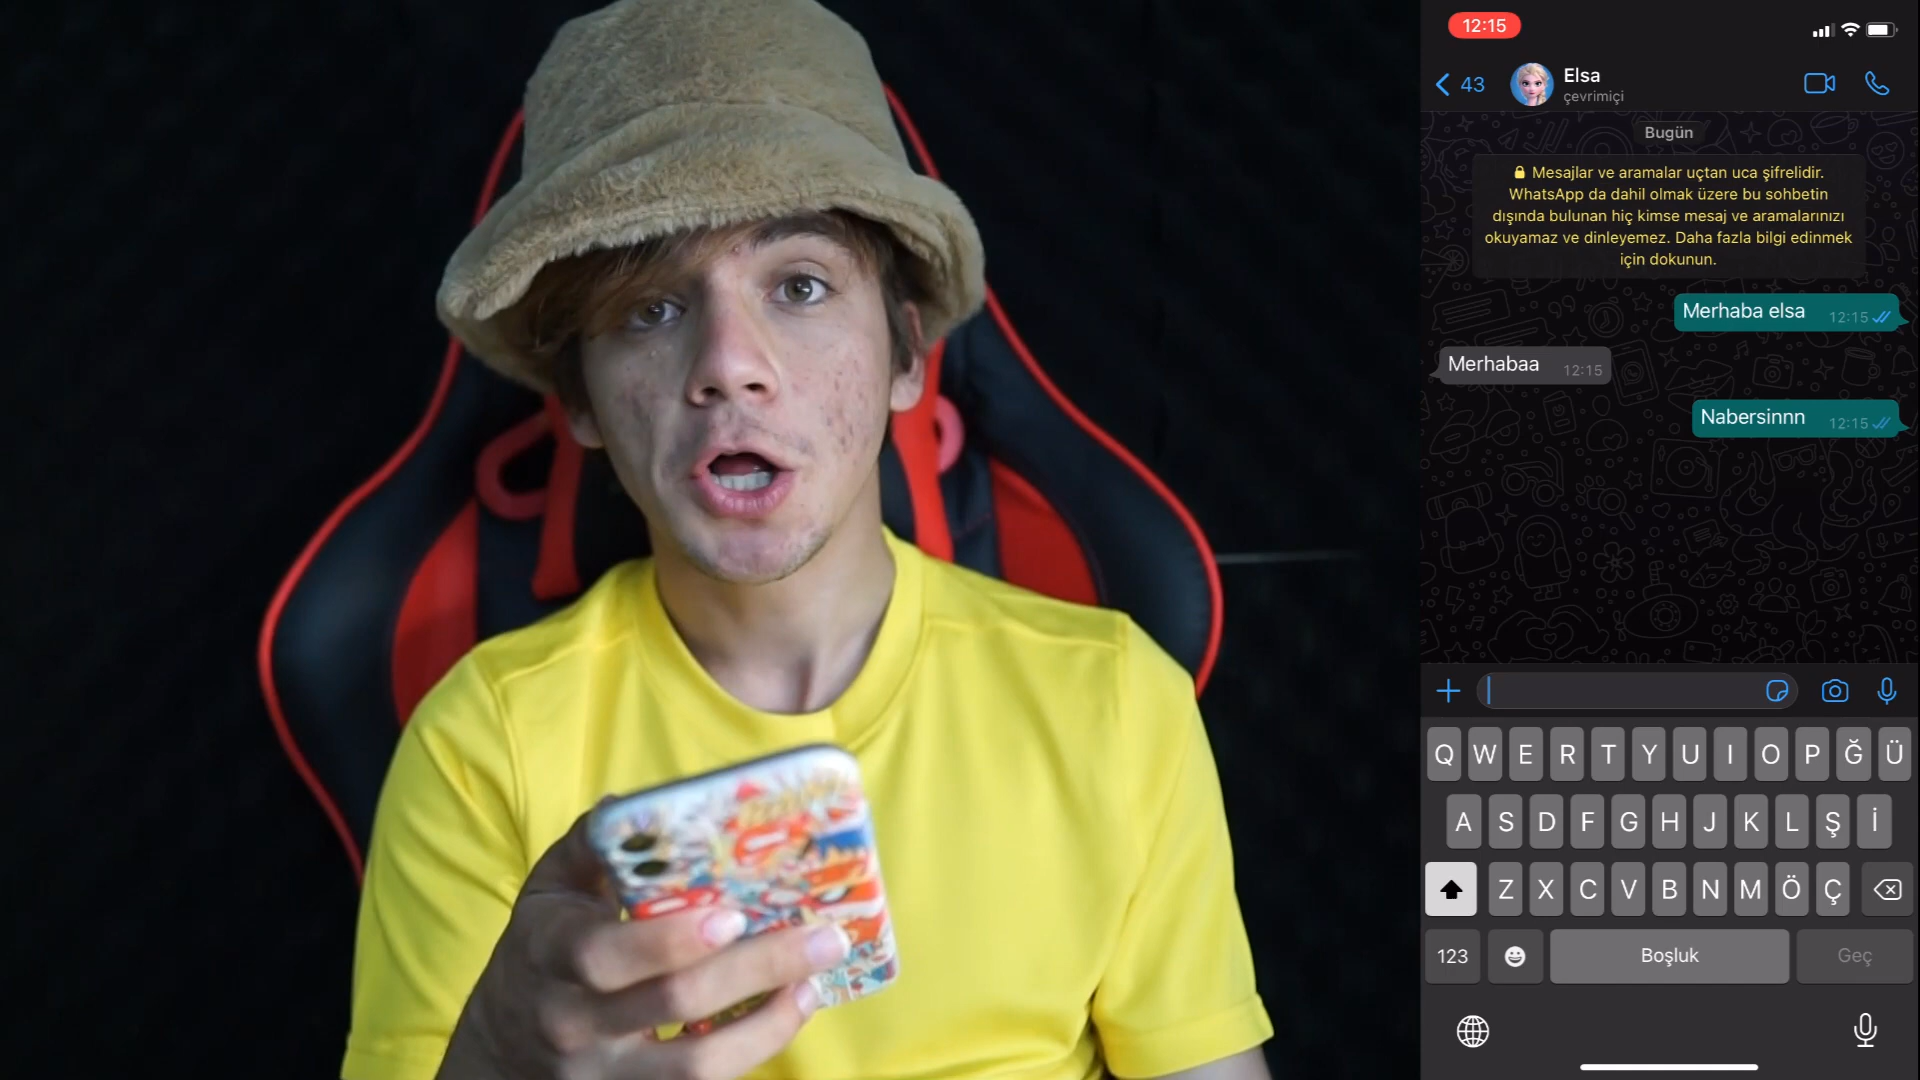 12:15
43
Elsa
çevrimiçi
Bugün
Mesajlar ve aramalar uçtan uca şifrelidir.
WhatsApp da dahil olmak üzere bu sohbetin
dışında bulunan hiç kimse mesaj ve aramalarınızı
okuyamaz ve dinleyemez. Daha fazla bilgi edinmek
için dokunun.
Merhaba elsa 12:15
Merhabaa 12:15
Nabersinnn 12:15
Q W E R T Y U I O P Ğ Ü
A S D F G H J K L Ş İ
Z X C V B N M Ö Ç
123 Boşluk Geç